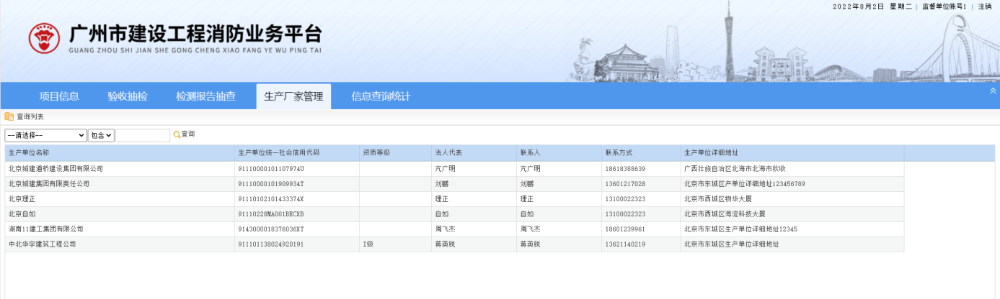 2022年8月2日 星期二 | 监督单位账号1 | 注销
广州市建设工程消防业务平台
GUANG ZHOU SHI JIAN SHE GONG CHENG XIAO FANG YE WU PING TAI
项目信息 验收抽检 检测报告抽查 生产厂家管理 信息查询统计
查询列表
--请选择-- 包含 查询
生产单位名称 生产单位统一社会信用代码 资质等级 法人代表 联系人 联系方式 生产单位详细地址
北京城建道桥建设集团有限公司 91110000101107974U 亢广明 亢广明 18618388639 广西壮族自治区北海市北海市秋收
北京城建集团有限责任公司 91110000101909934T 刘鹏 刘鹏 13601217028 北京市东城区产单位详细地址123456789
北京理正 91110102101433374X 理正 理正 13100022323 北京市西城区物华大厦
北京自如 91110228MA001BECXB 自如 自如 13100022323 北京市西城区海淀科技大厦
湖南11建工集团有限公司 9143000018376036XT 周飞杰 周飞杰 18601239961 北京市东城区生产单位详细地址12345
中北华宇建筑工程公司 911101138024920191 I级 蒋英锐 蒋英锐 13621140219 北京市东城区生产单位详细地址